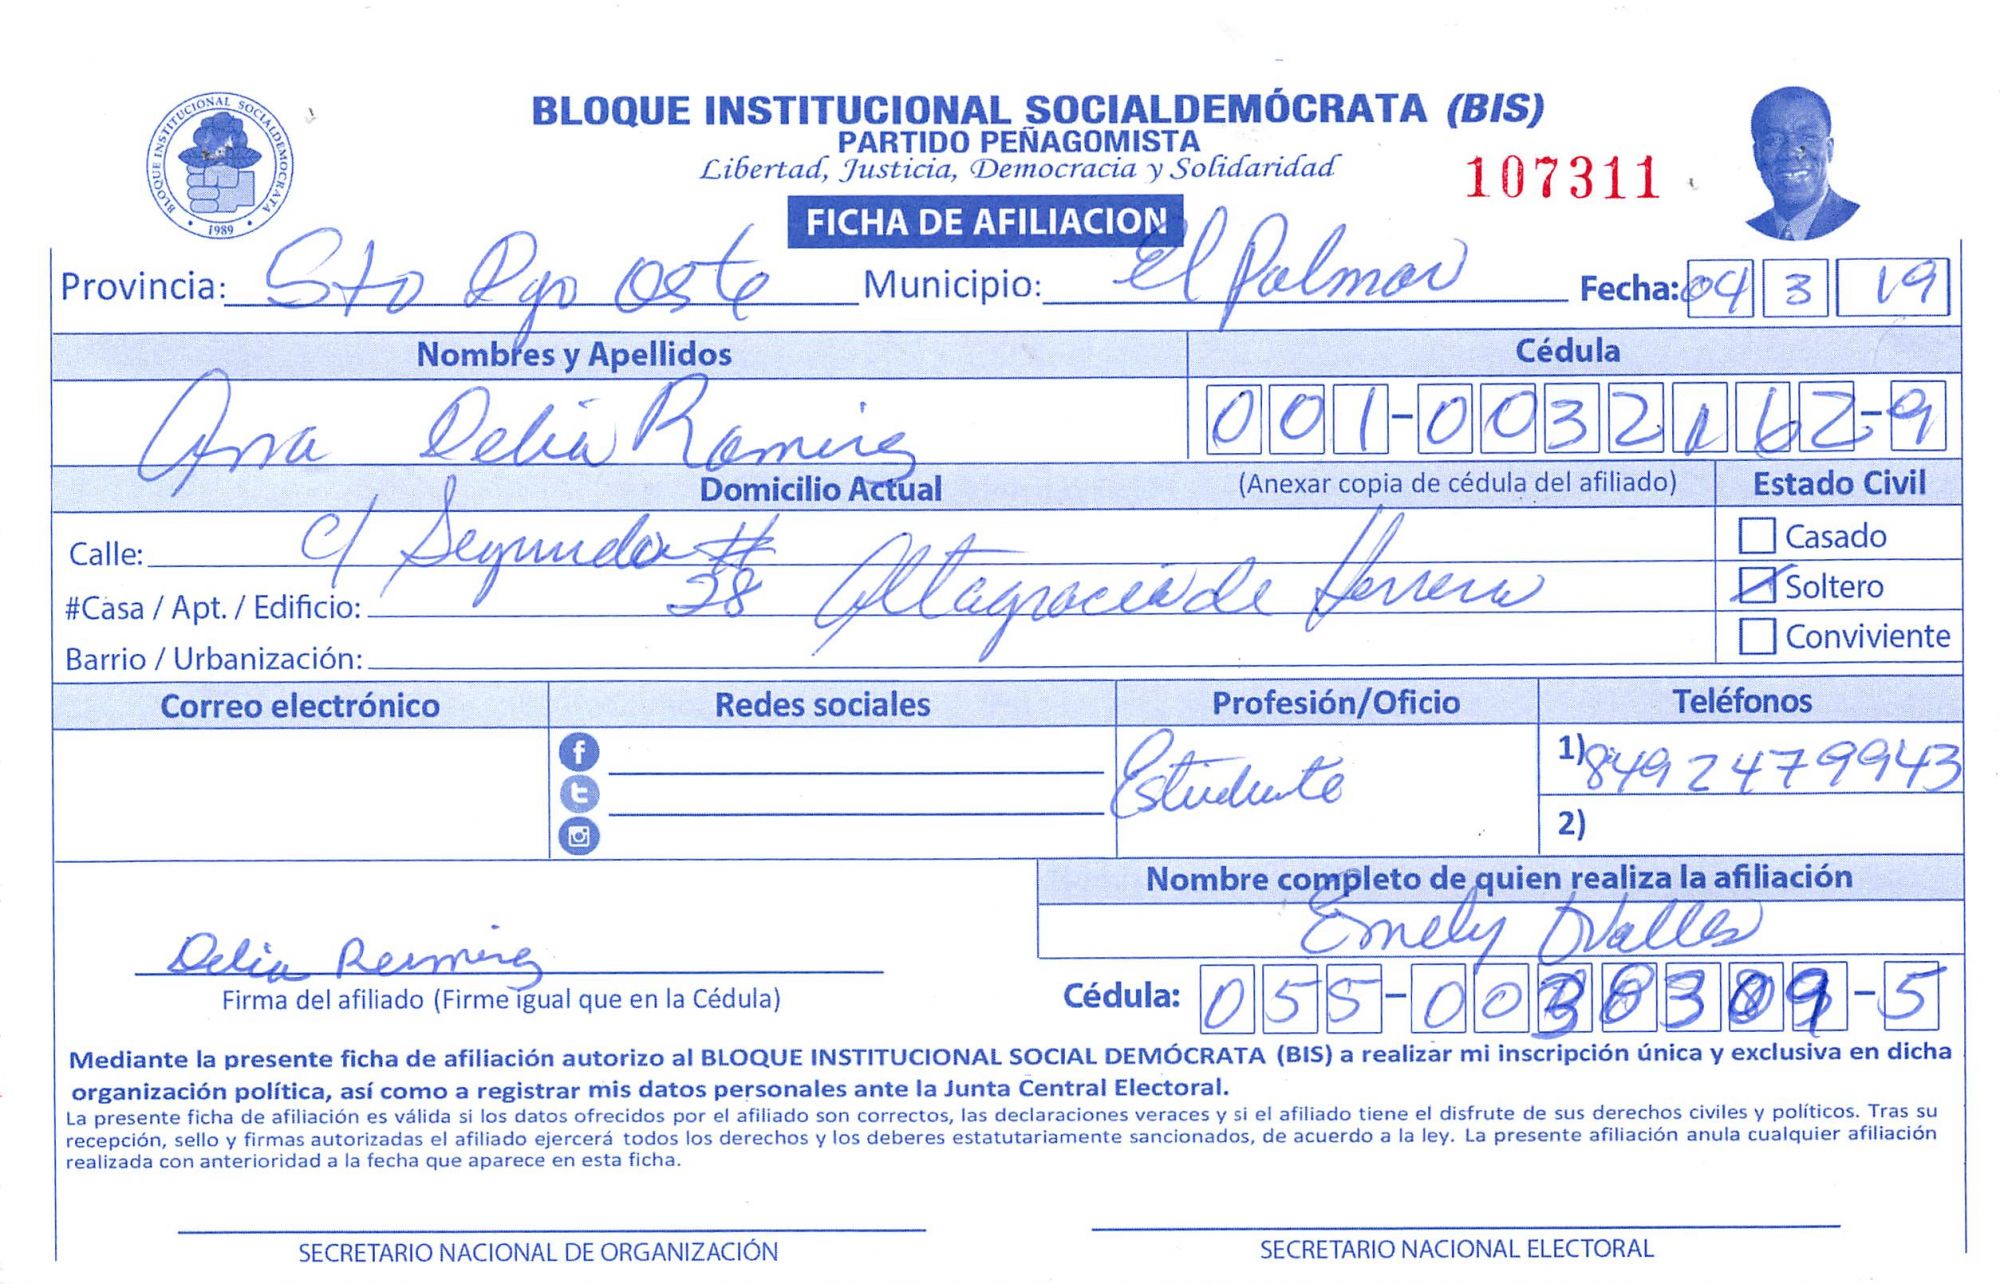 BLOQUE INSTITUCIONAL SOCIALDEMOCRATA
1989
BLOQUE INSTITUCIONAL SOCIALDEMÓCRATA (BIS)
PARTIDO PEÑAGOMISTA
Libertad, Justicia, Democracia y Solidaridad
107311
FICHA DE AFILIACION
Provincia: Sto Dgo Oste Municipio: El Palmar Fecha: 04 3 19
Nombres y Apellidos Cédula
Ana Delia Ramirez 001-0032162-9
Domicilio Actual (Anexar copia de cédula del afiliado) Estado Civil
Calle: c/ Segunda # Casado
#Casa / Apt. / Edificio: 28 Altagracia de Herrera Soltero
Barrio / Urbanización: Conviviente
Correo electrónico Redes sociales Profesión/Oficio Teléfonos
Estudiante 1) 84924799943
2)
Nombre completo de quien realiza la afiliación
Emely Ovalles
Delia Remirez
Firma del afiliado (Firme igual que en la Cédula) Cédula: 055- -5
Mediante la presente ficha de afiliación autorizo al BLOQUE INSTITUCIONAL SOCIAL DEMÓCRATA (BIS) a realizar mi inscripción única y exclusiva en dicha
organización política, así como a registrar mis datos personales ante la Junta Central Electoral.
La presente ficha de afiliación es válida si los datos ofrecidos por el afiliado son correctos, las declaraciones veraces y si el afiliado tiene el disfrute de sus derechos civiles y políticos. Tras su
recepción, sello y firmas autorizadas el afiliado ejercerá todos los derechos y los deberes estatutariamente sancionados, de acuerdo a la ley. La presente afiliación anula cualquier afiliación
realizada con anterioridad a la fecha que aparece en esta ficha.
SECRETARIO NACIONAL DE ORGANIZACIÓN SECRETARIO NACIONAL ELECTORAL